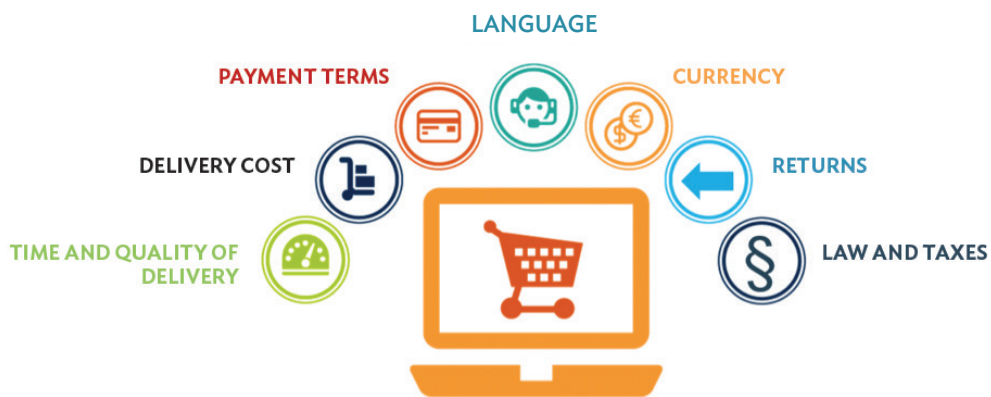 LANGUAGE
PAYMENT TERMS
CURRENCY
DELIVERY COST
RETURNS
TIME AND QUALITY OF
DELIVERY
LAW AND TAXES
$
€
§